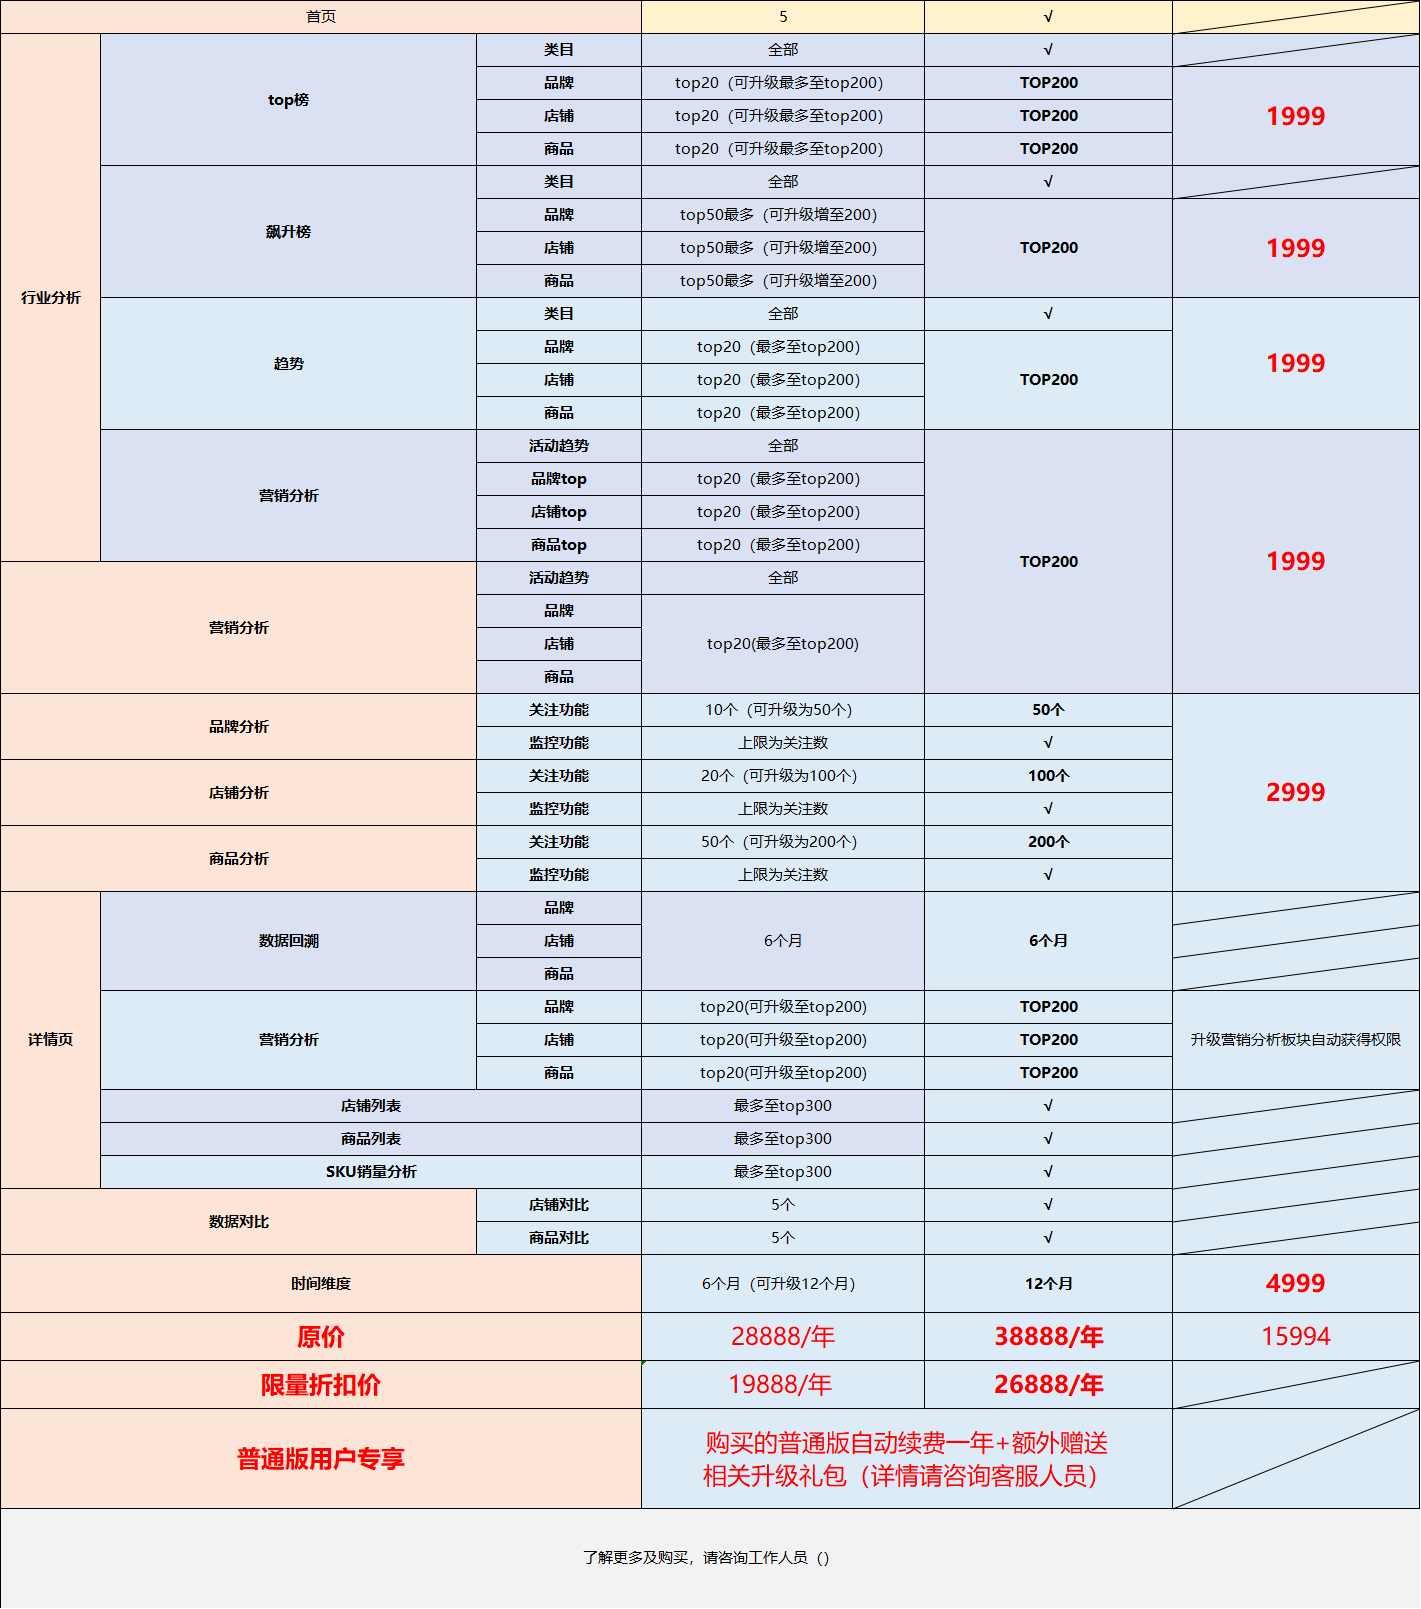 首页 5 √
行业分析
top榜
类目 全部 √
品牌 top20（可升级最多至top200） TOP200
店铺 top20（可升级最多至top200） TOP200
商品 top20（可升级最多至top200） TOP200
1999
飙升榜
类目 全部 √
品牌 top50最多（可升级增至200）
店铺 top50最多（可升级增至200）
商品 top50最多（可升级增至200）
TOP200
1999
趋势
类目 全部 √
品牌 top20（最多至top200）
店铺 top20（最多至top200）
商品 top20（最多至top200）
TOP200
1999
营销分析
活动趋势 全部
品牌top top20（最多至top200）
店铺top top20（最多至top200）
商品top top20（最多至top200）
TOP200
1999
营销分析
活动趋势 全部
品牌
店铺
商品
top20(最多至top200)
品牌分析
关注功能 10个（可升级为50个） 50个
监控功能 上限为关注数 √
店铺分析
关注功能 20个（可升级为100个） 100个
监控功能 上限为关注数 √
商品分析
关注功能 50个（可升级为200个） 200个
监控功能 上限为关注数 √
2999
详情页
数据回溯
品牌
店铺
商品
6个月 6个月
营销分析
品牌 top20(可升级至top200) TOP200
店铺 top20(可升级至top200) TOP200
商品 top20(可升级至top200) TOP200
升级营销分析板块自动获得权限
店铺列表 最多至top300 √
商品列表 最多至top300 √
SKU销量分析 最多至top300 √
数据对比
店铺对比 5个 √
商品对比 5个 √
时间维度 6个月（可升级12个月） 12个月 4999
原价 28888/年 38888/年 15994
限量折扣价 19888/年 26888/年
普通版用户专享
购买的普通版自动续费一年+额外赠送
相关升级礼包（详情请咨询客服人员）
了解更多及购买，请咨询工作人员（）